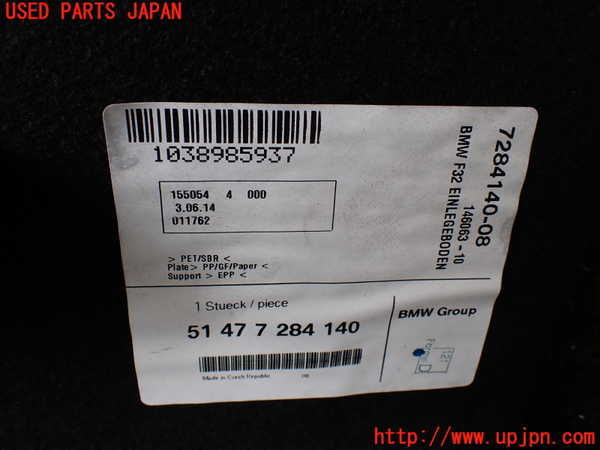 USED PARTS JAPAN
1038985937
155054 4 000
3.06.14
011762
> PET/SBR <
Plate> PP/GF/Paper <
Support > EPP <
7284140-08
146063 - 10
BMW F32 EINLEGEBODEN
1 Stueck / piece
51 47 7 284 140
Made in Czech Republic
BMW Group
Form
D
http://www.upjpn.com/